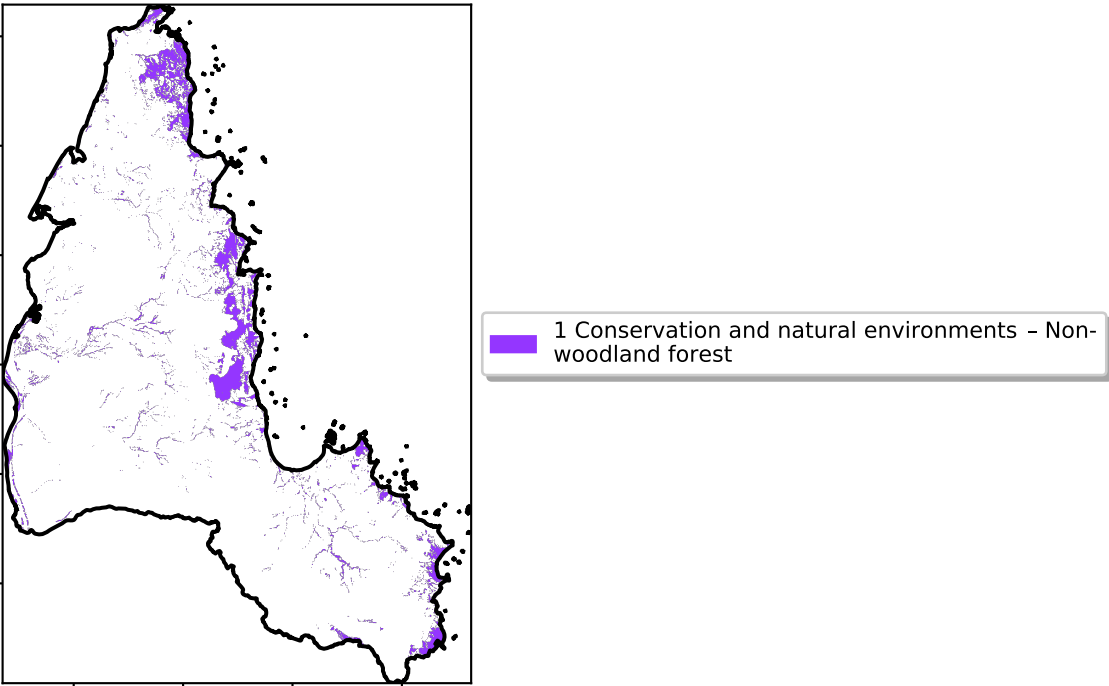 1 Conservation and natural environments – Non-
woodland forest